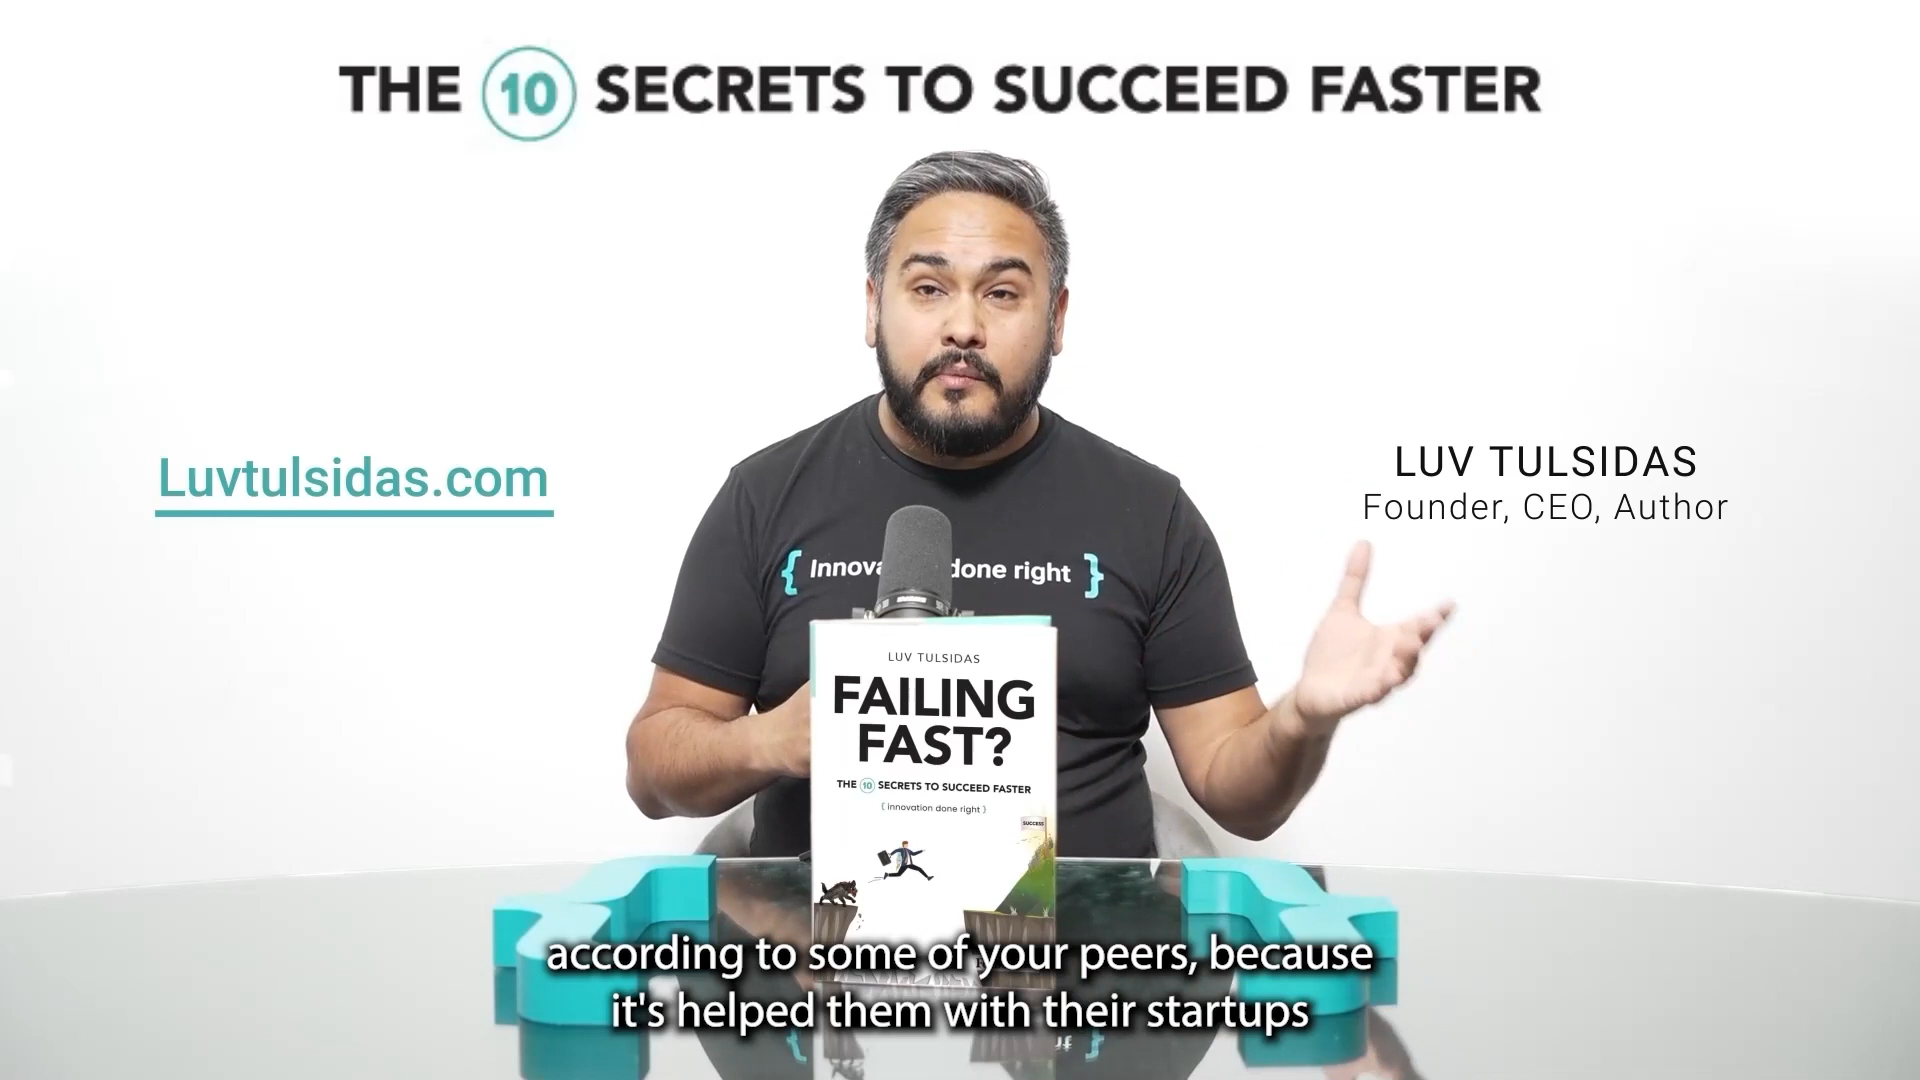 THE 10 SECRETS TO SUCCEED FASTER
Luvtulsidas.com
LUV TULSIDAS
Founder, CEO, Author
{ Innova done right }
LUV TULSIDAS
FAILING
FAST?
THE 10 SECRETS TO SUCCEED FASTER
{ innovation done right }
SUCCESS
according to some of your peers, because
it's helped them with their startups